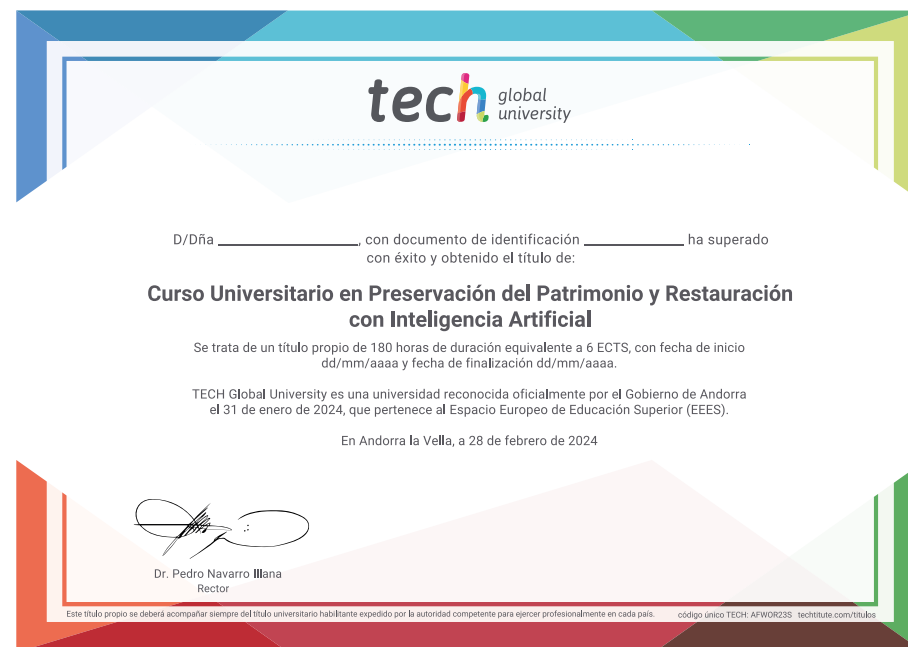 tech global university
D/Dña ____________________, con documento de identificación ______________ ha superado
con éxito y obtenido el título de:
Curso Universitario en Preservación del Patrimonio y Restauración
con Inteligencia Artificial
Se trata de un título propio de 180 horas de duración equivalente a 6 ECTS, con fecha de inicio
dd/mm/aaaa y fecha de finalización dd/mm/aaaa.
TECH Global University es una universidad reconocida oficialmente por el Gobierno de Andorra
el 31 de enero de 2024, que pertenece al Espacio Europeo de Educación Superior (EEES).
En Andorra la Vella, a 28 de febrero de 2024
Dr. Pedro Navarro Illana
Rector
Este título propio se deberá acompañar siempre del título universitario habilitante expedido por la autoridad competente para ejercer profesionalmente en cada país. código único TECH: AFWOR23S techtitute.com/titulos